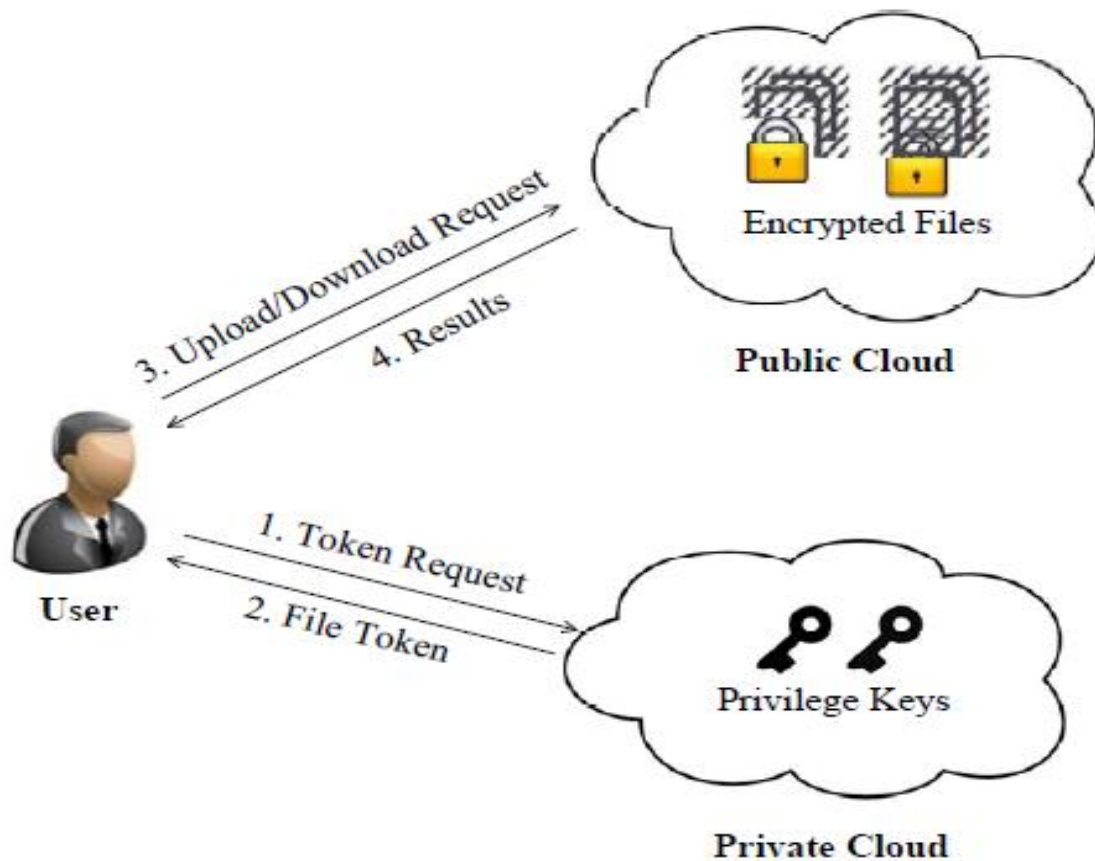 Encrypted Files
Public Cloud
3. Upload/Download Request
4. Results
User
1. Token Request
2. File Token
Privilege Keys
Private Cloud